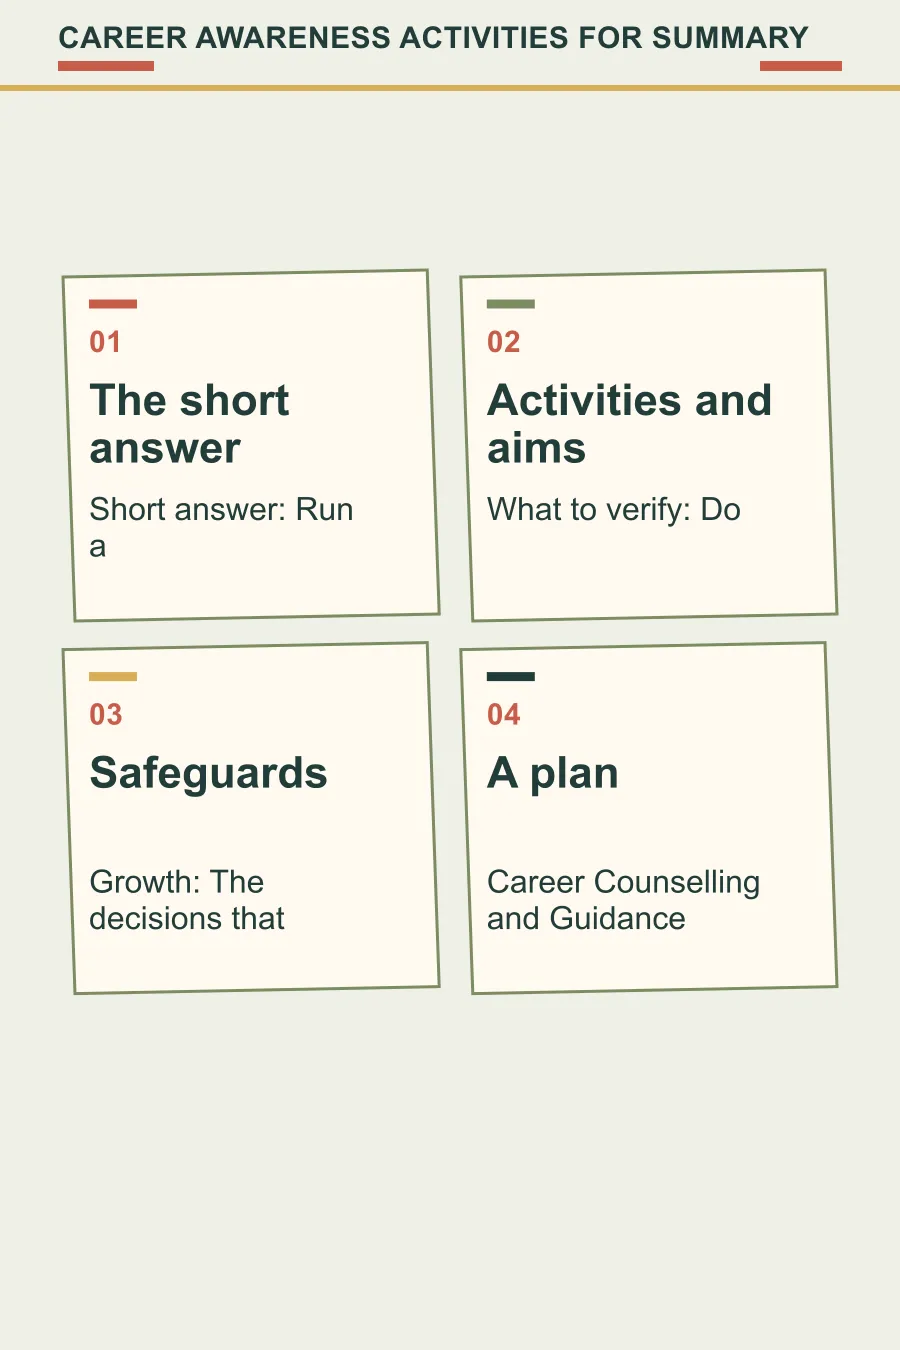 CAREER AWARENESS ACTIVITIES FOR SUMMARY
01
The short
answer
Short answer: Run
a
02
Activities and
aims
What to verify: Do
03
Safeguards
Growth: The
decisions that
04
A plan
Career Counselling
and Guidance